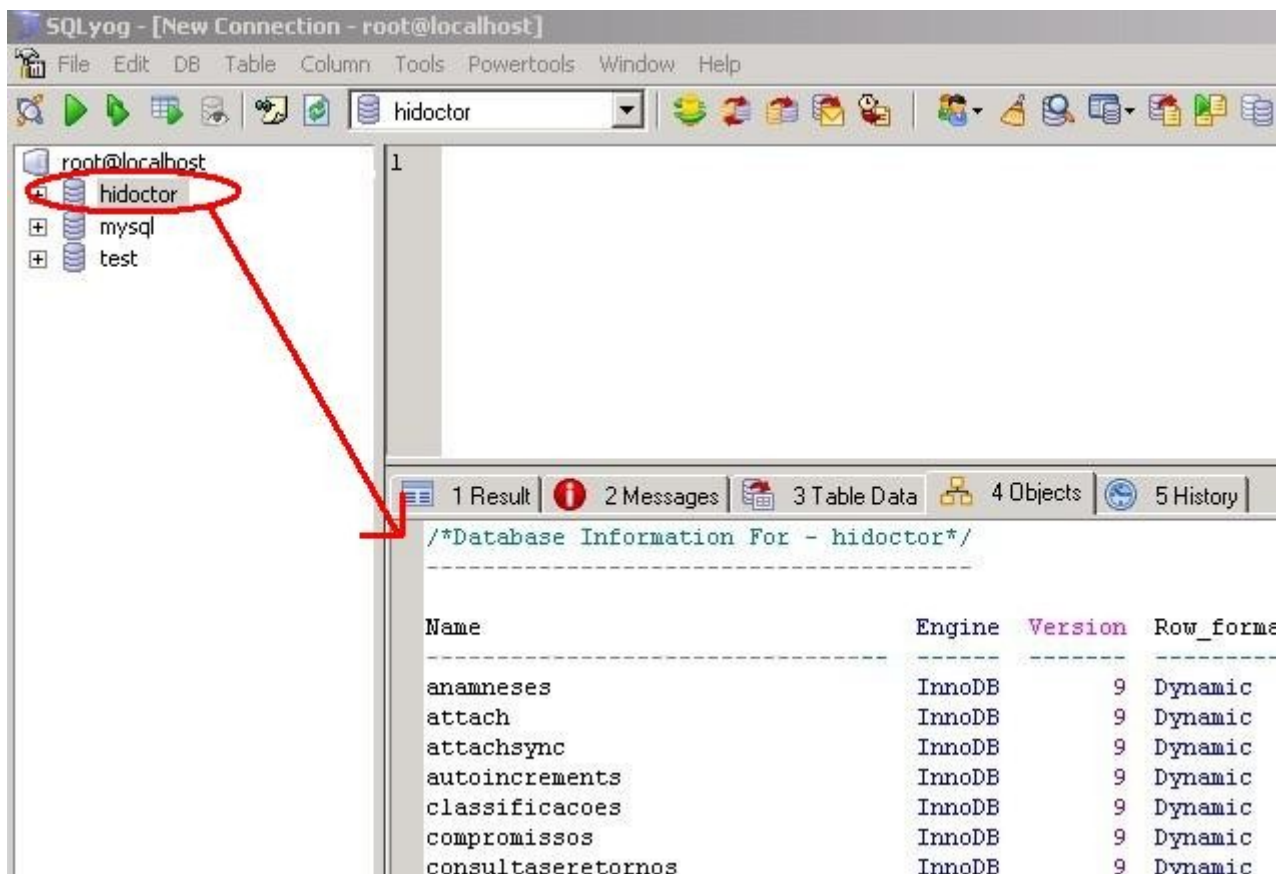 SQLyog - [New Connection - root@localhost]
File Edit DB Table Column Tools Powertools Window Help
hidoctor
root@localhost
hidoctor
mysql
test
1
1 Result 2 Messages 3 Table Data 4 Objects 5 History
/*Database Information For - hidoctor*/
---------------------------------------
Name Engine Version Row_forma
--------------------------------- ------ ------- ---------
anamneses InnoDB 9 Dynamic
attach InnoDB 9 Dynamic
attachsync InnoDB 9 Dynamic
autoincrements InnoDB 9 Dynamic
classificacoes InnoDB 9 Dynamic
compromissos InnoDB 9 Dynamic
consultaseretornos InnoDB 9 Dynamic